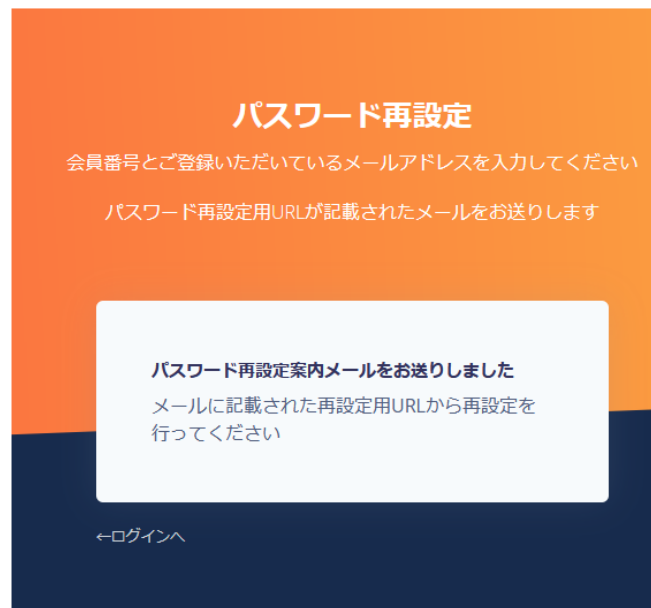 パスワード再設定
会員番号とご登録いただいているメールアドレスを入力してください
パスワード再設定用URLが記載されたメールをお送りします
パスワード再設定案内メールをお送りしました
メールに記載された再設定用URLから再設定を
行ってください
←ログインへ